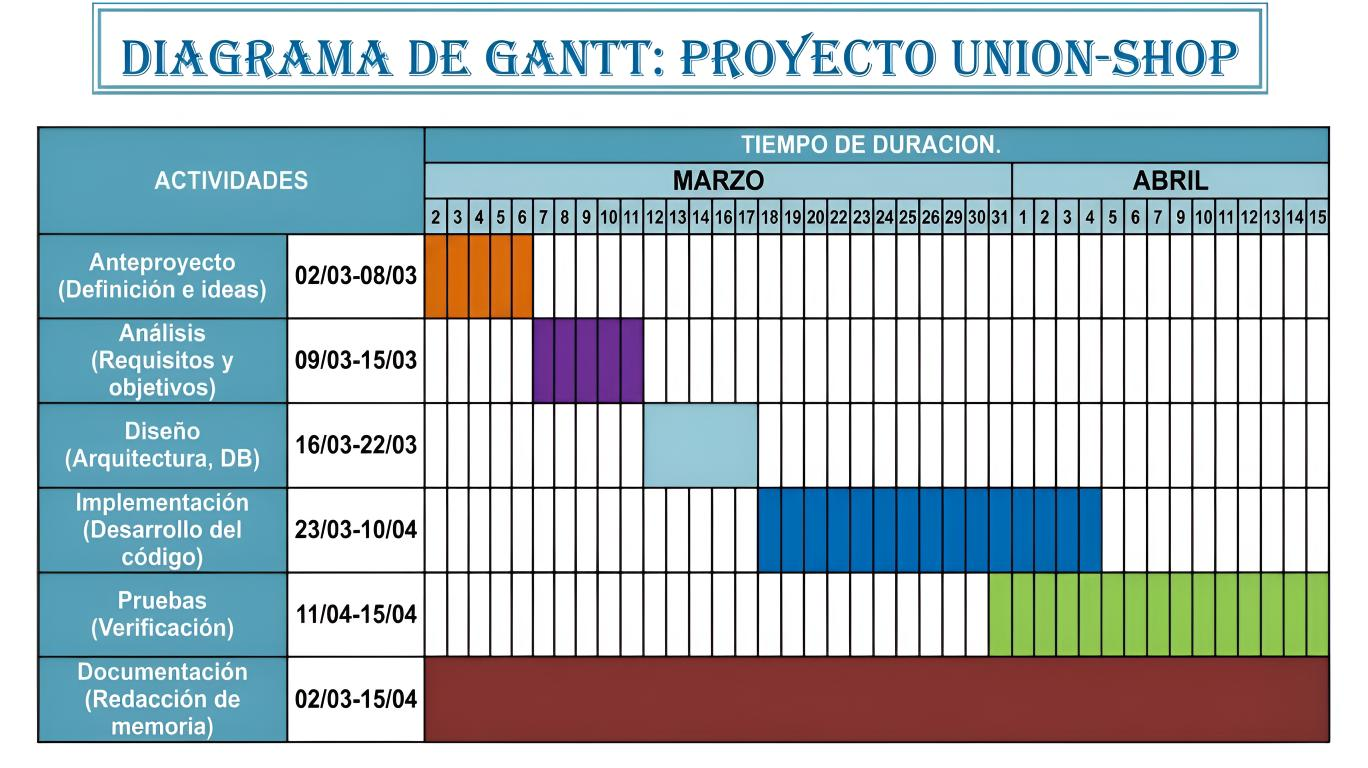 DIAGRAMA DE GANTT: PROYECTO UNION-SHOP
ACTIVIDADES
TIEMPO DE DURACION.
MARZO ABRIL
2 3 4 5 6 7 8 9 10 11 12 13 14 16 17 18 19 20 22 23 24 25 26 29 30 31 1 2 3 4 5 6 7 9 10 11 12 13 14 15
Anteproyecto
(Definición e ideas)
02/03-08/03
Análisis
(Requisitos y
objetivos)
09/03-15/03
Diseño
(Arquitectura, DB)
16/03-22/03
Implementación
(Desarrollo del
código)
23/03-10/04
Pruebas
(Verificación)
11/04-15/04
Documentación
(Redacción de
memoria)
02/03-15/04